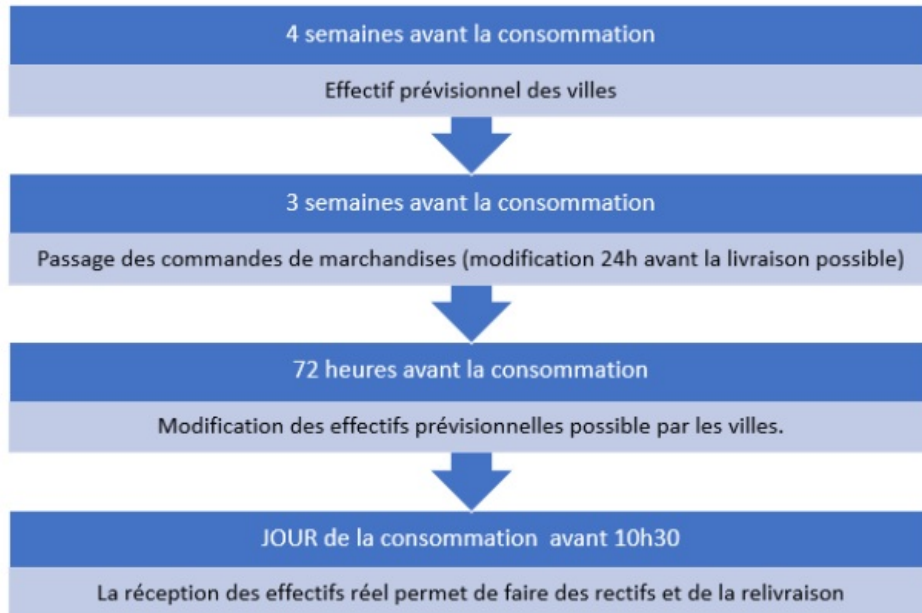 4 semaines avant la consommation
Effectif prévisionnel des villes
3 semaines avant la consommation
Passage des commandes de marchandises (modification 24h avant la livraison possible)
72 heures avant la consommation
Modification des effectifs prévisionnelles possible par les villes.
JOUR de la consommation  avant 10h30
La réception des effectifs réel permet de faire des rectifs et de la relivraison